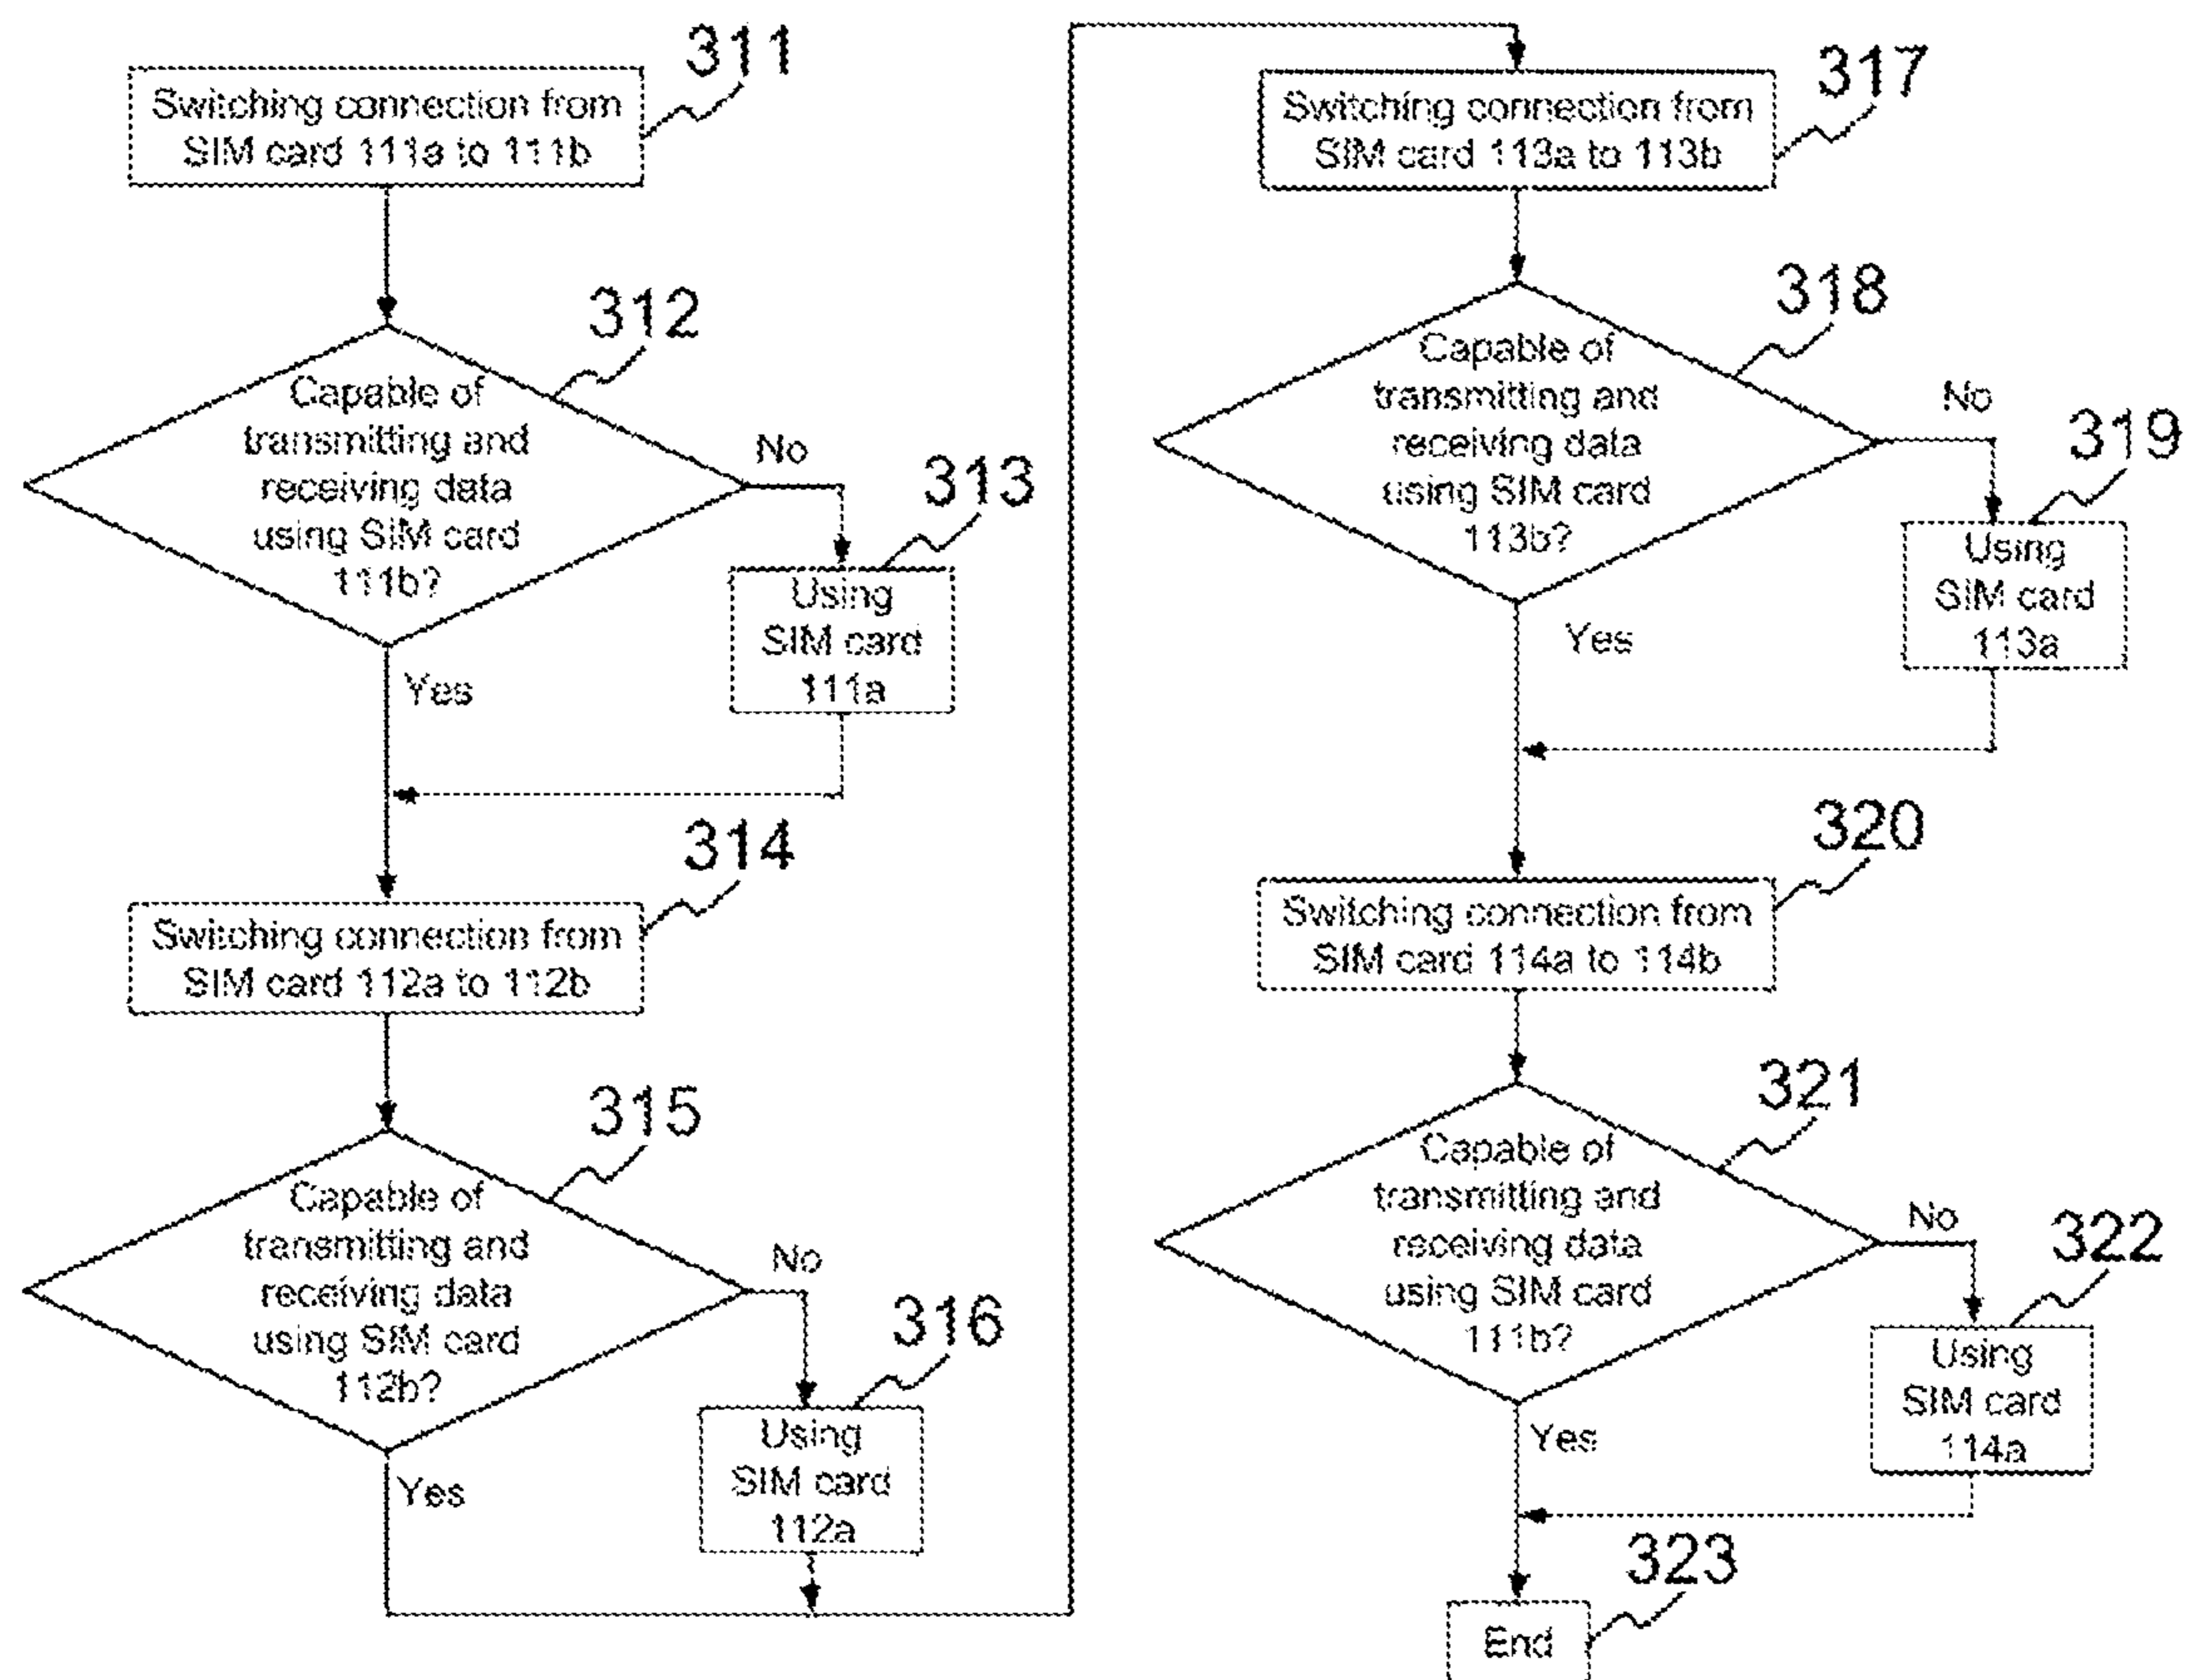 311
Switching connection from
SIM card 111a to 111b
312
Capable of
transmitting and
receiving data
using SIM card
111b?
No
313
Using
SIM card
111a
Yes
314
Switching connection from
SIM card 112a to 112b
315
Capable of
transmitting and
receiving data
using SIM card
112b?
No
316
Using
SIM card
112a
Yes
317
Switching connection from
SIM card 113a to 113b
318
Capable of
transmitting and
receiving data
using SIM card
113b?
No
319
Using
SIM card
113a
Yes
320
Switching connection from
SIM card 114a to 114b
321
Capable of
transmitting and
receiving data
using SIM card
111b?
No
322
Using
SIM card
114a
Yes
323
End